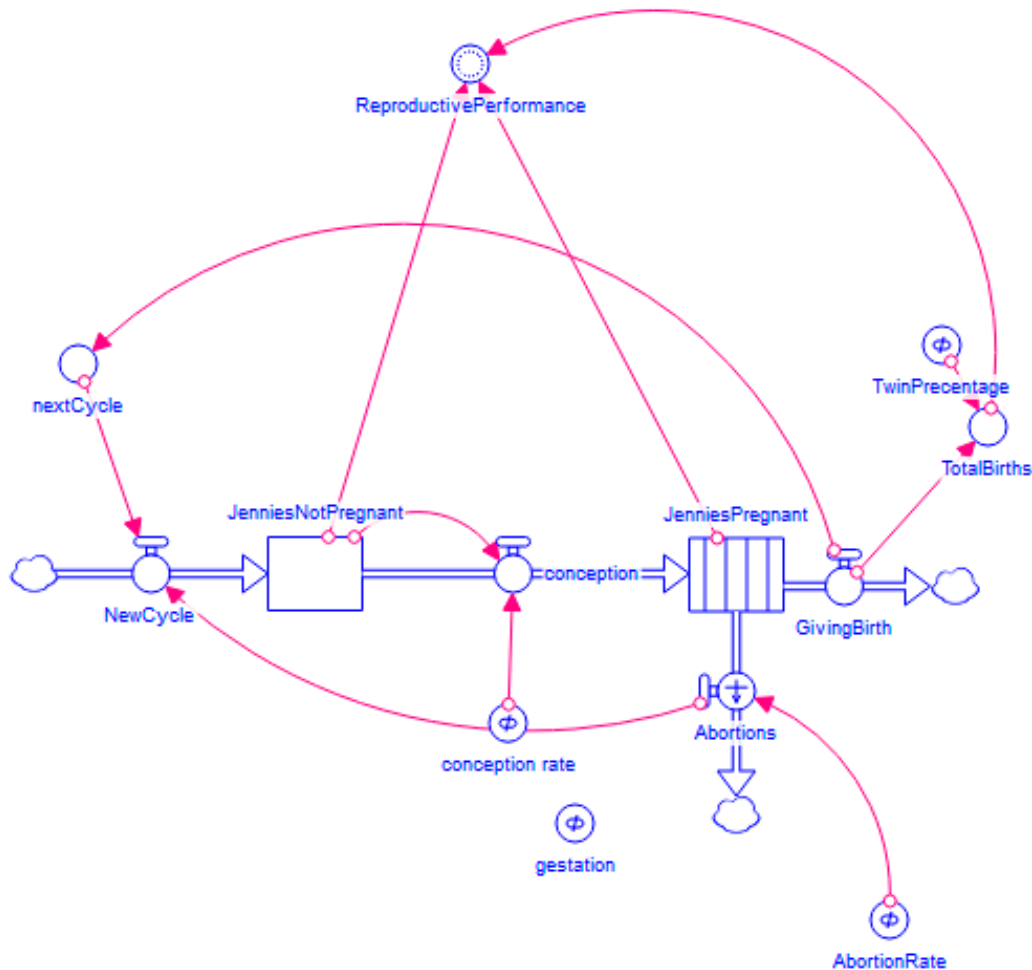 ReproductivePerformance
TwinPrecentage
nextCycle
TotalBirths
JenniesNotPregnant
JenniesPregnant
conception
NewCycle
GivingBirth
Abortions
conception rate
gestation
AbortionRate